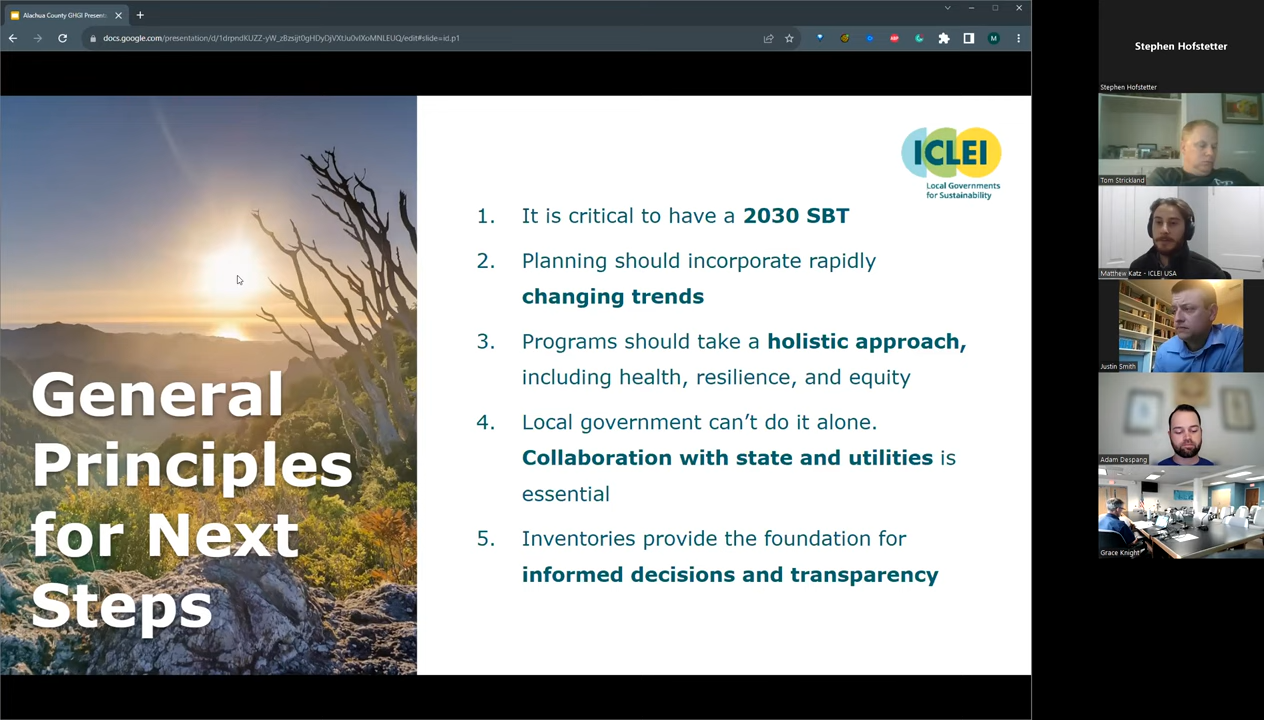 Alachua County GHGI Present
docs.google.com/presentation/d/1drpndKUZZ-yW_zBzsijt0gHDyDjVXtJu0vlXoMNLEUQ/edit#slide=id.p1
M
General
Principles
for Next
Steps
ICLEI
Local Governments
for Sustainability
1. It is critical to have a 2030 SBT
2. Planning should incorporate rapidly
changing trends
3. Programs should take a holistic approach,
including health, resilience, and equity
4. Local government can’t do it alone.
Collaboration with state and utilities is
essential
5. Inventories provide the foundation for
informed decisions and transparency
Stephen Hofstetter
Stephen Hofstetter
Tom Strickland
Matthew Katz - ICLEI USA
Justin Smith
Adam Despang
Grace Knight